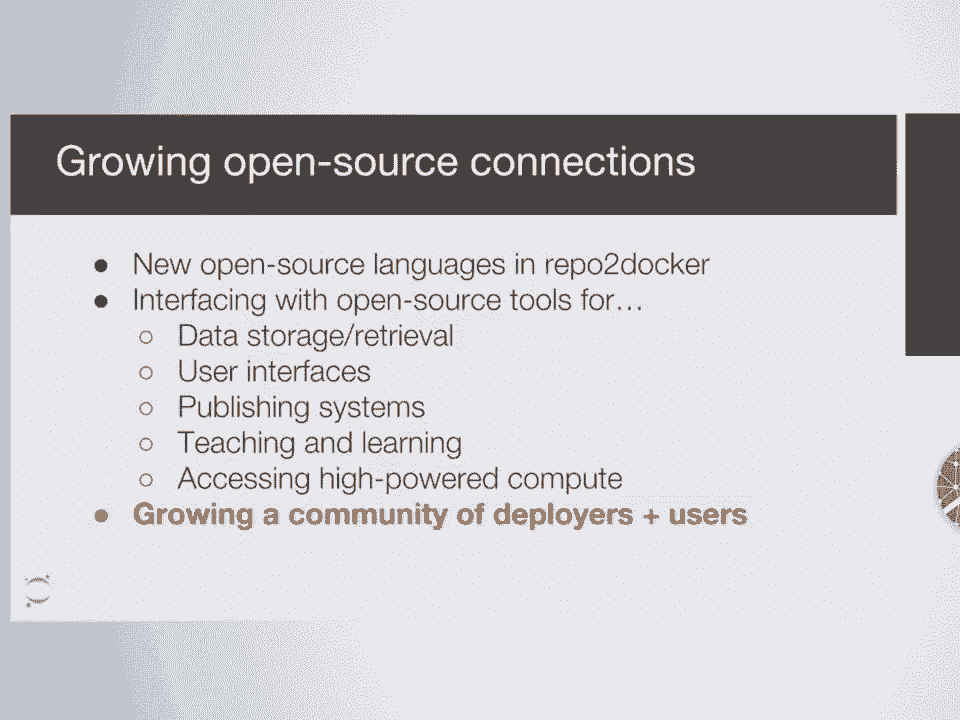 Growing open-source connections
● New open-source languages in repo2docker
● Interfacing with open-source tools for…
○ Data storage/retrieval
○ User interfaces
○ Publishing systems
○ Teaching and learning
○ Accessing high-powered compute
● Growing a community of deployers + users